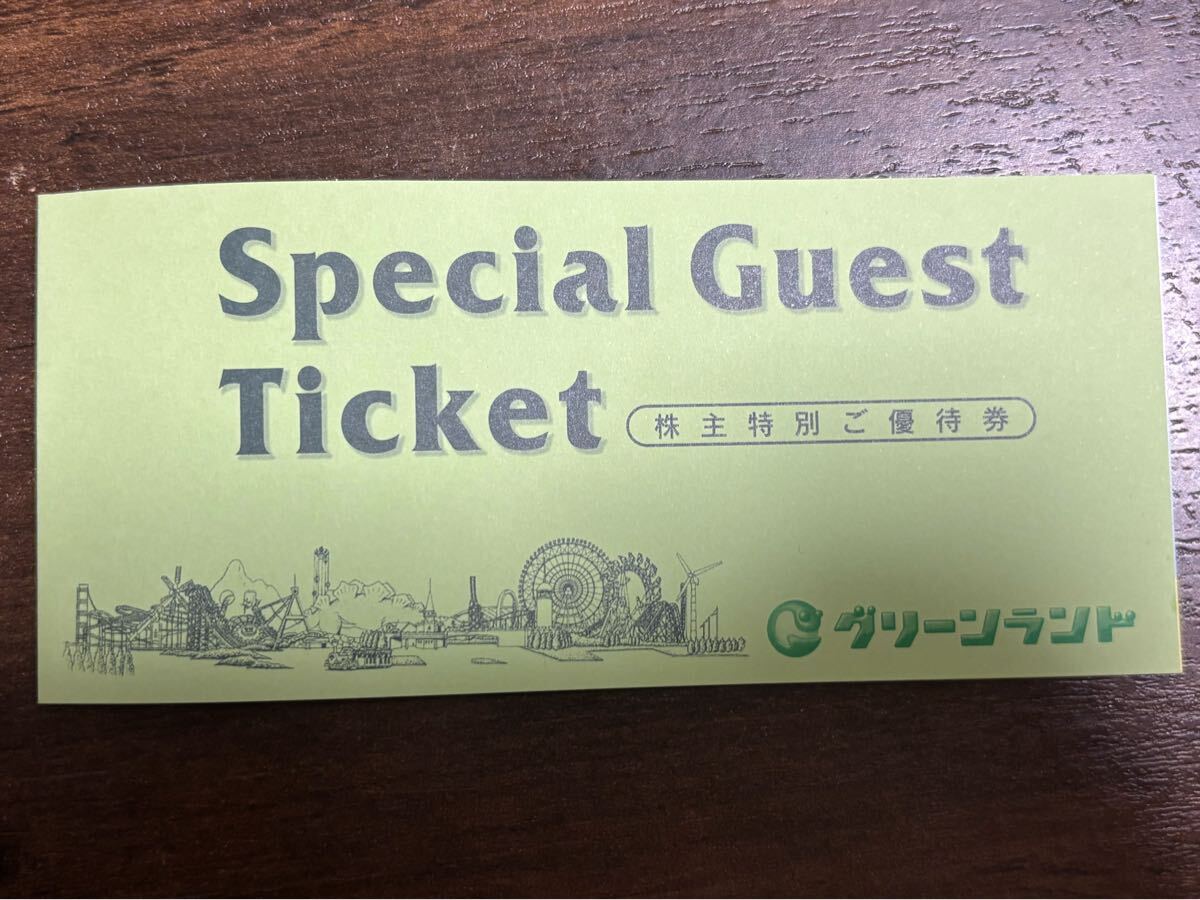 Special Guest
Ticket
株主特別ご優待券
グリーンランド